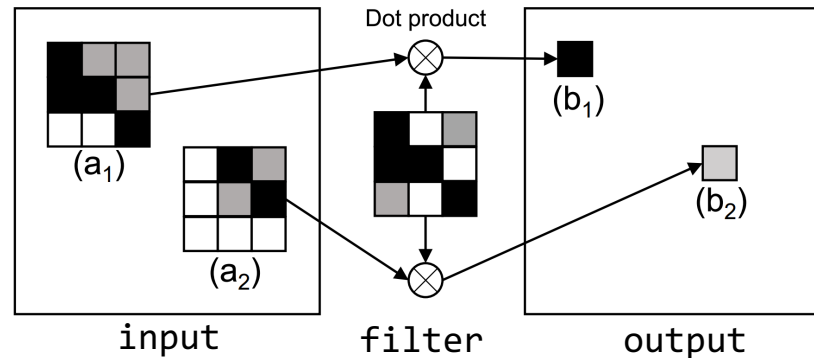 Dot product
(a₁)
(a₂)
(b₁)
(b₂)
input
filter
output